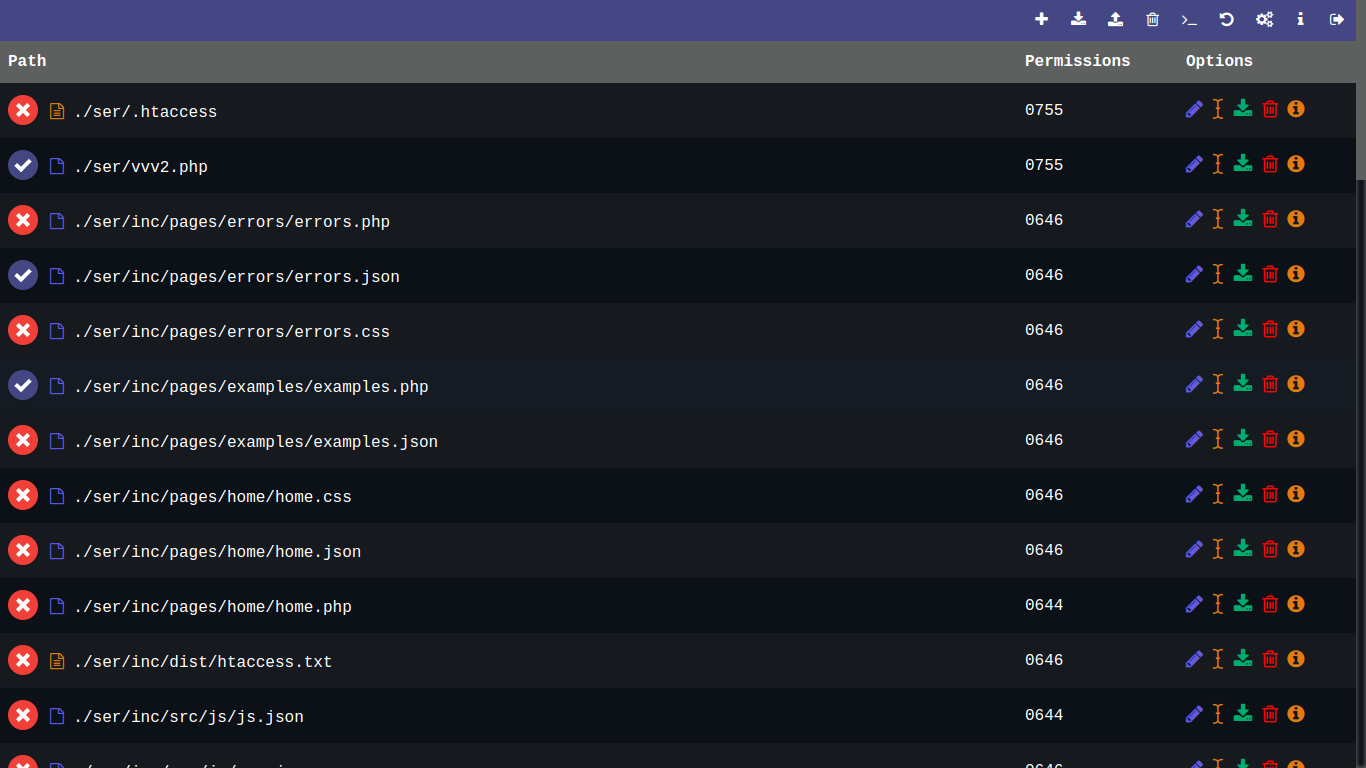 Path Permissions Options
./ser/.htaccess 0755
./ser/vvv2.php 0755
./ser/inc/pages/errors/errors.php 0646
./ser/inc/pages/errors/errors.json 0646
./ser/inc/pages/errors/errors.css 0646
./ser/inc/pages/examples/examples.php 0646
./ser/inc/pages/examples/examples.json 0646
./ser/inc/pages/home/home.css 0646
./ser/inc/pages/home/home.json 0646
./ser/inc/pages/home/home.php 0644
./ser/inc/dist/htaccess.txt 0646
./ser/inc/src/js/js.json 0644